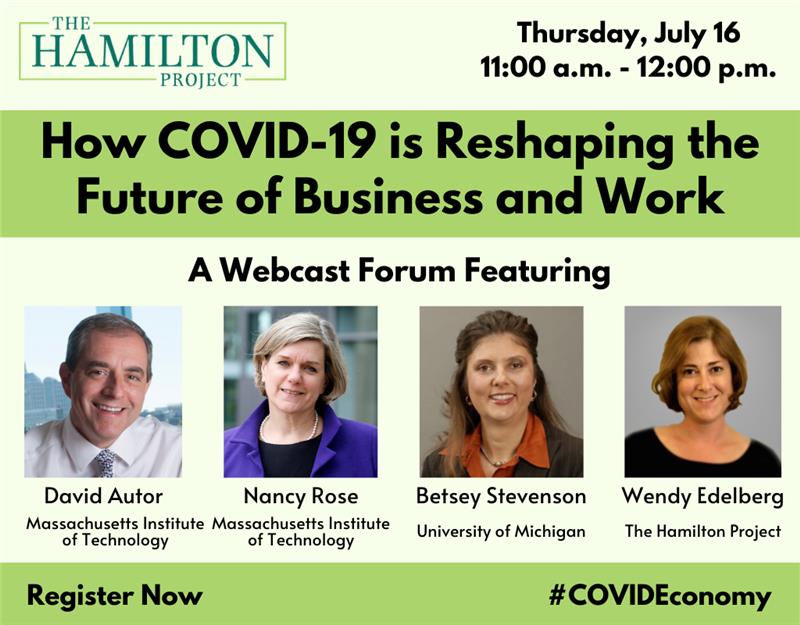 THE
HAMILTON
PROJECT
Thursday, July 16
11:00 a.m. - 12:00 p.m.
How COVID-19 is Reshaping the
Future of Business and Work
A Webcast Forum Featuring
David Autor
Massachusetts Institute
of Technology
Nancy Rose
Massachusetts Institute
of Technology
Betsey Stevenson
University of Michigan
Wendy Edelberg
The Hamilton Project
Register Now
#COVIDEconomy